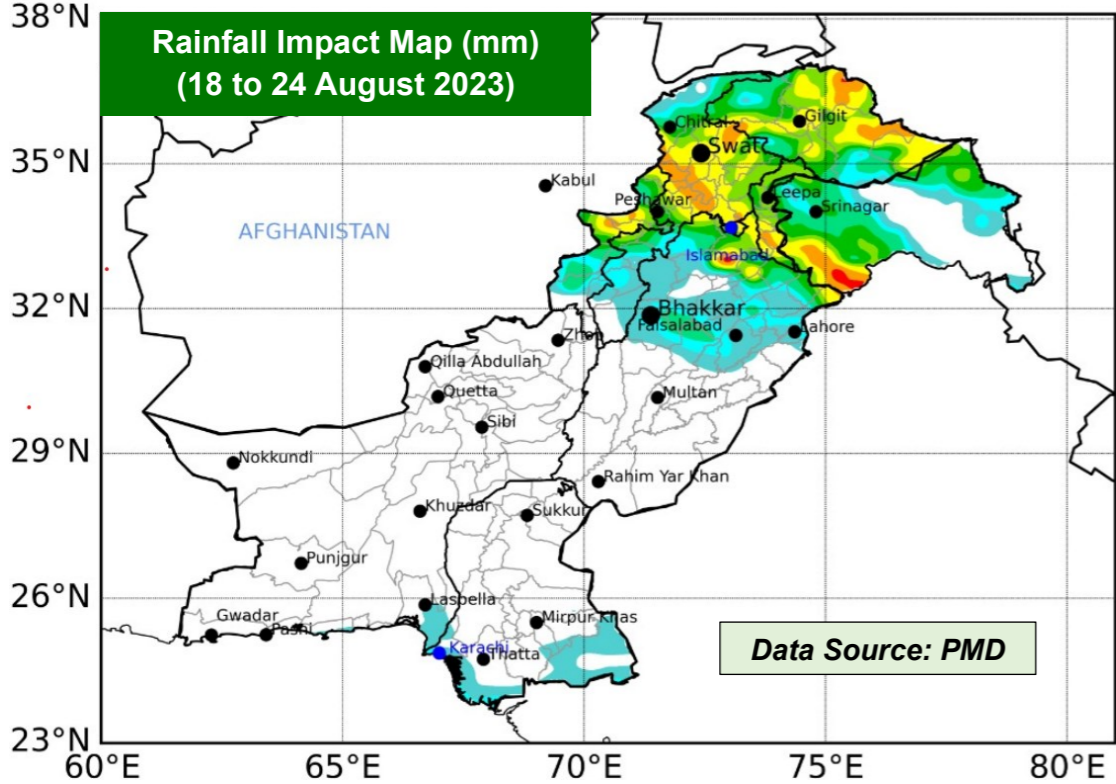 38°N
Rainfall Impact Map (mm)
(18 to 24 August 2023)
Chitral
Gilgit
Swat
35°N
Kabul
Leepa
Peshawar
Srinagar
AFGHANISTAN
Islamabad
32°N
Bhakkar
Faisalabad
Lahore
Zhob
Qilla Abdullah
Quetta
Multan
Sibi
29°N
Nokkundi
Rahim Yar Khan
Khuzdar
Sukkur
Punjgur
26°N
Lasbella
Gwadar
Pasni
Mirpur Khas
Karachi
Thatta
Data Source: PMD
23°N
60°E
65°E
70°E
75°E
80°E